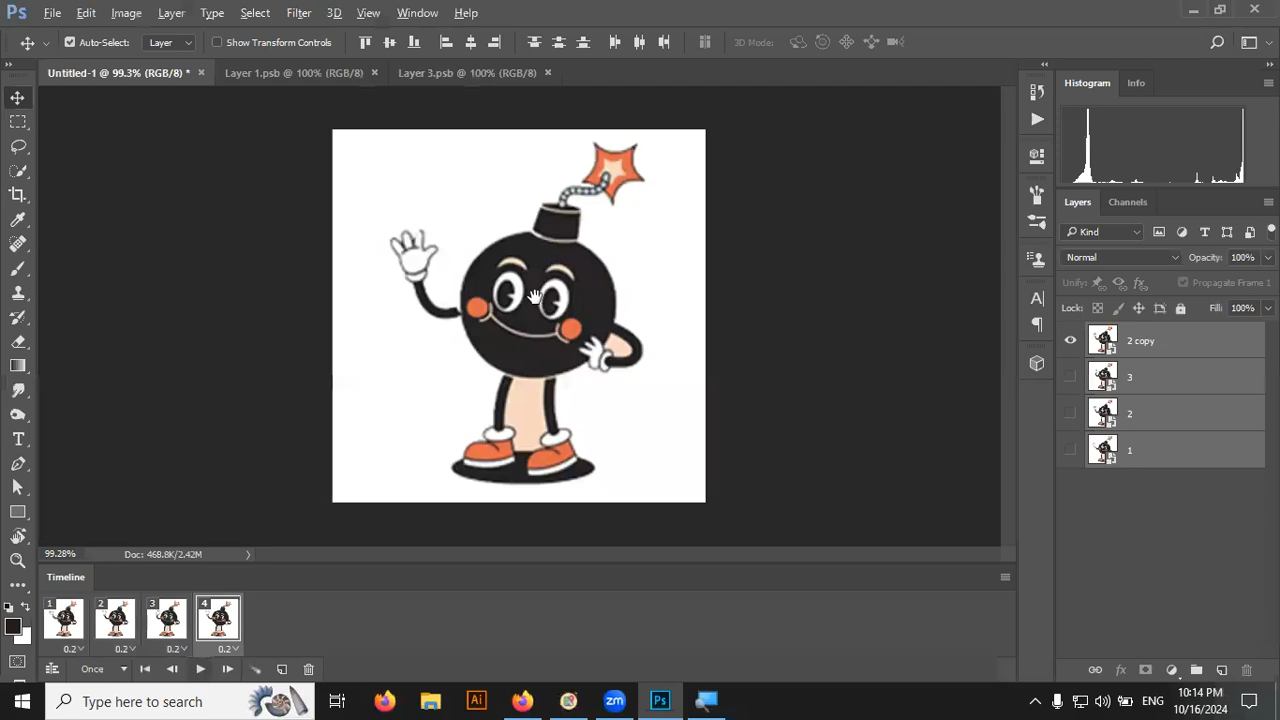 Ps File Edit Image Layer Type Select Filter 3D View Window Help
Auto-Select: Layer Show Transform Controls 3D Mode:
Untitled-1 @ 99.3% (RGB/8) * × Layer 1.psb @ 100% (RGB/8) × Layer 3.psb @ 100% (RGB/8) ×
Histogram Info
Layers Channels
Kind
Normal Opacity: 100%
Unify: Propagate Frame 1
Lock: Fill: 100%
2 copy
3
2
1
99.28% Doc: 468.8K/2.42M
Timeline
1 2 3 4
0.2 0.2 0.2 0.2
Once
Type here to search
Ai zm Ps
ENG
10:14 PM
10/16/2024